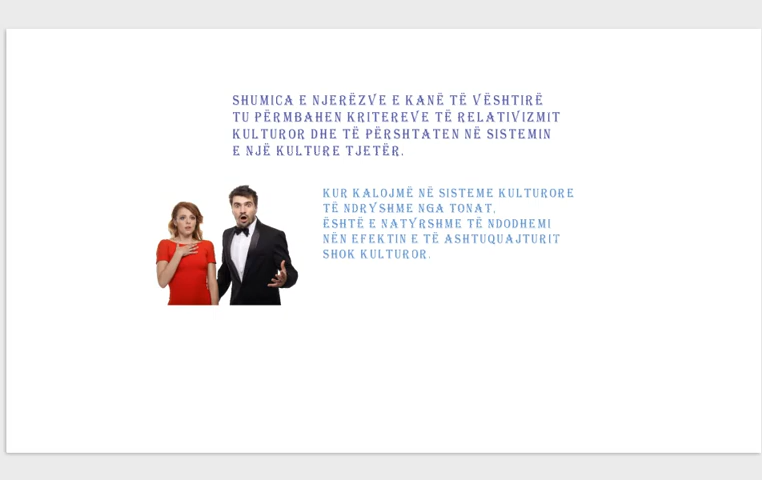 SHUMICA E NJERËZVE E KANË TË VËSHTIRË
TU PËRMBAHEN KRITEREVE TË RELATIVIZMIT
KULTUROR DHE TË PËRSHTATEN NË SISTEMIN
E NJË KULTURE TJETËR.
KUR KALOJMË NË SISTEME KULTURORE
TË NDRYSHME NGA TONAT,
ËSHTË E NATYRSHME TË NDODHEMI
NËN EFEKTIN E TË ASHTUQUAJTURIT
SHOK KULTUROR.